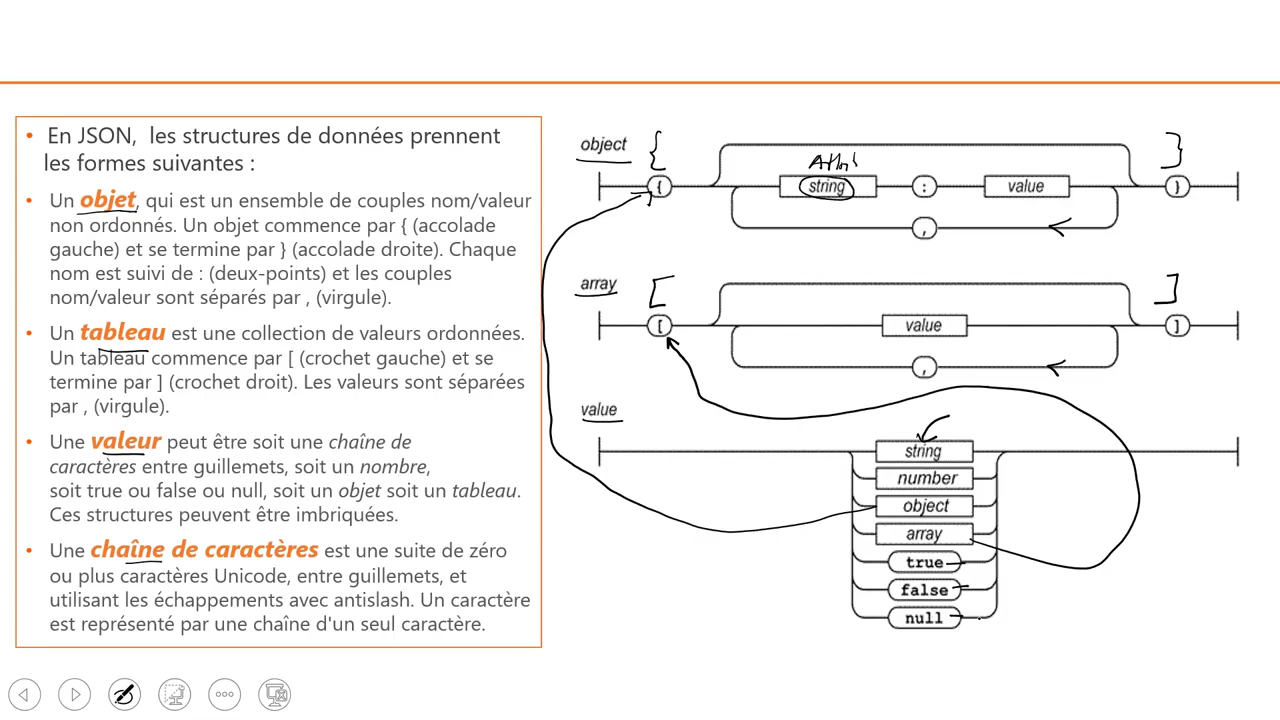 • En JSON, les structures de données prennent
les formes suivantes :
• Un objet, qui est un ensemble de couples nom/valeur
non ordonnés. Un objet commence par { (accolade
gauche) et se termine par } (accolade droite). Chaque
nom est suivi de : (deux-points) et les couples
nom/valeur sont séparés par , (virgule).
• Un tableau est une collection de valeurs ordonnées.
Un tableau commence par [ (crochet gauche) et se
termine par ] (crochet droit). Les valeurs sont séparées
par , (virgule).
• Une valeur peut être soit une chaîne de
caractères entre guillemets, soit un nombre,
soit true ou false ou null, soit un objet soit un tableau.
Ces structures peuvent être imbriquées.
• Une chaîne de caractères est une suite de zéro
ou plus caractères Unicode, entre guillemets, et
utilisant les échappements avec antislash. Un caractère
est représenté par une chaîne d'un seul caractère.
object { }
{ string : value }
,
array [ ]
[ value ]
,
value
string
number
object
array
true
false
null